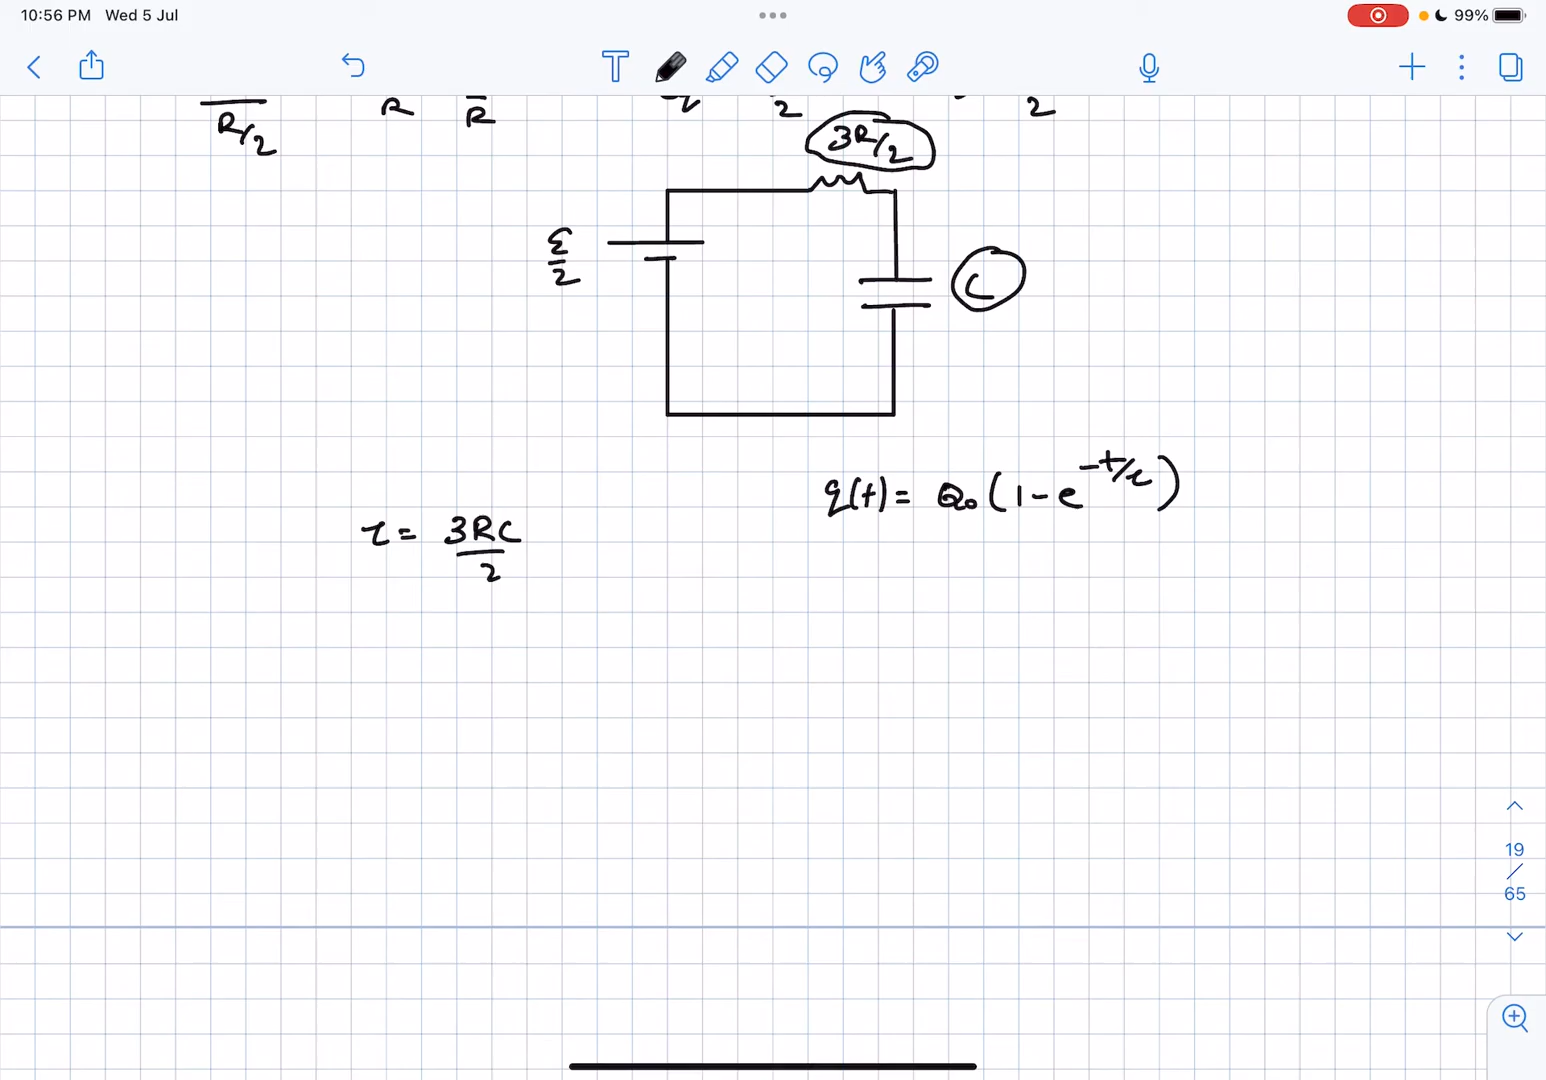 10:56 PM Wed 5 Jul
99%
T
R/2 R R 2 2
3R/2
ε/2
C
q(t) = Q₀(1 - e^(-t/τ))
τ = 3RC/2
19
/
65